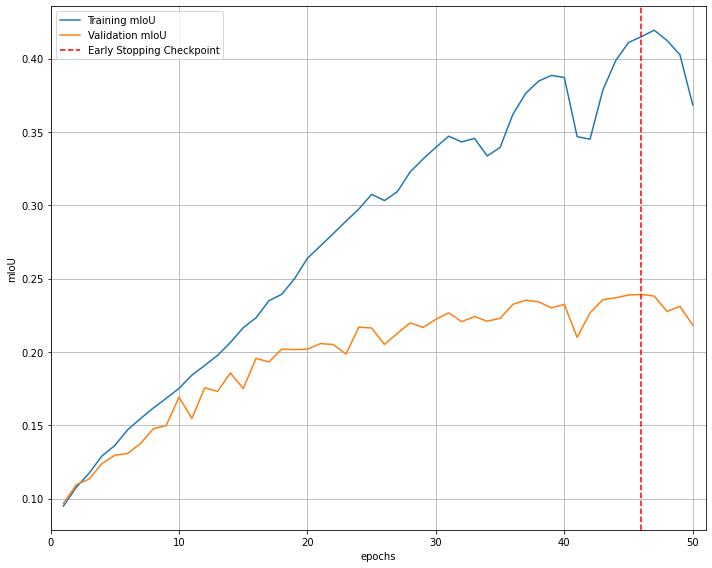 Training mIoU
Validation mIoU
Early Stopping Checkpoint
mIoU
0.40
0.35
0.30
0.25
0.20
0.15
0.10
0 10 20 30 40 50
epochs